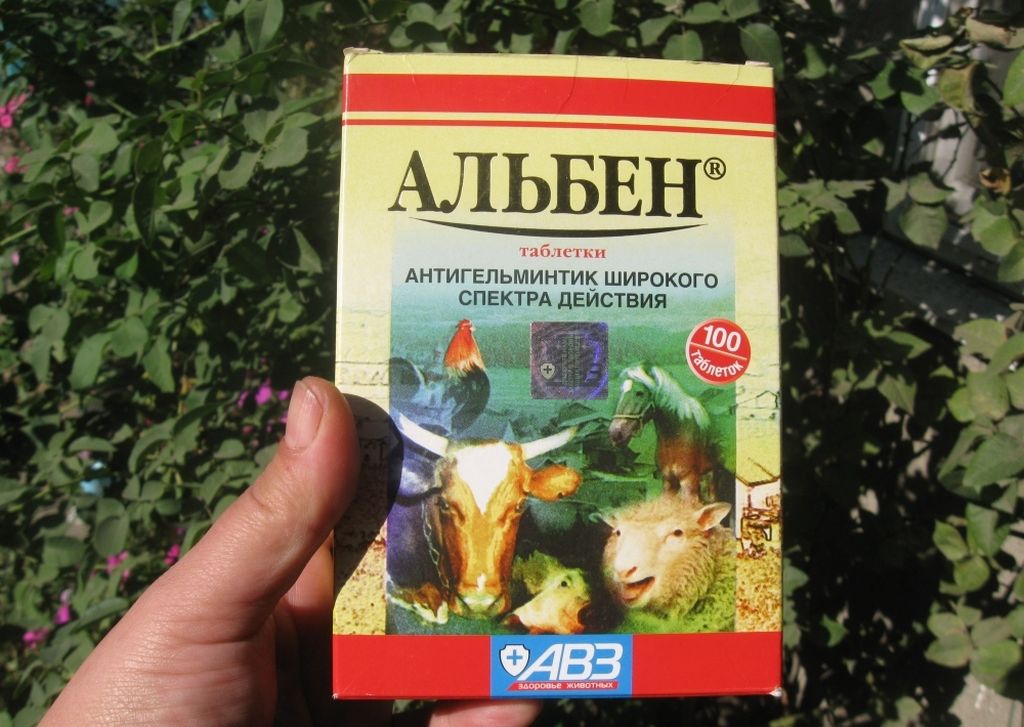 АЛЬБЕН®
таблетки
АНТИГЕЛЬМИНТИК ШИРОКОГО
СПЕКТРА ДЕЙСТВИЯ
100
таблеток
АВЗ
ЗДОРОВЬЕ ЖИВОТНЫХ